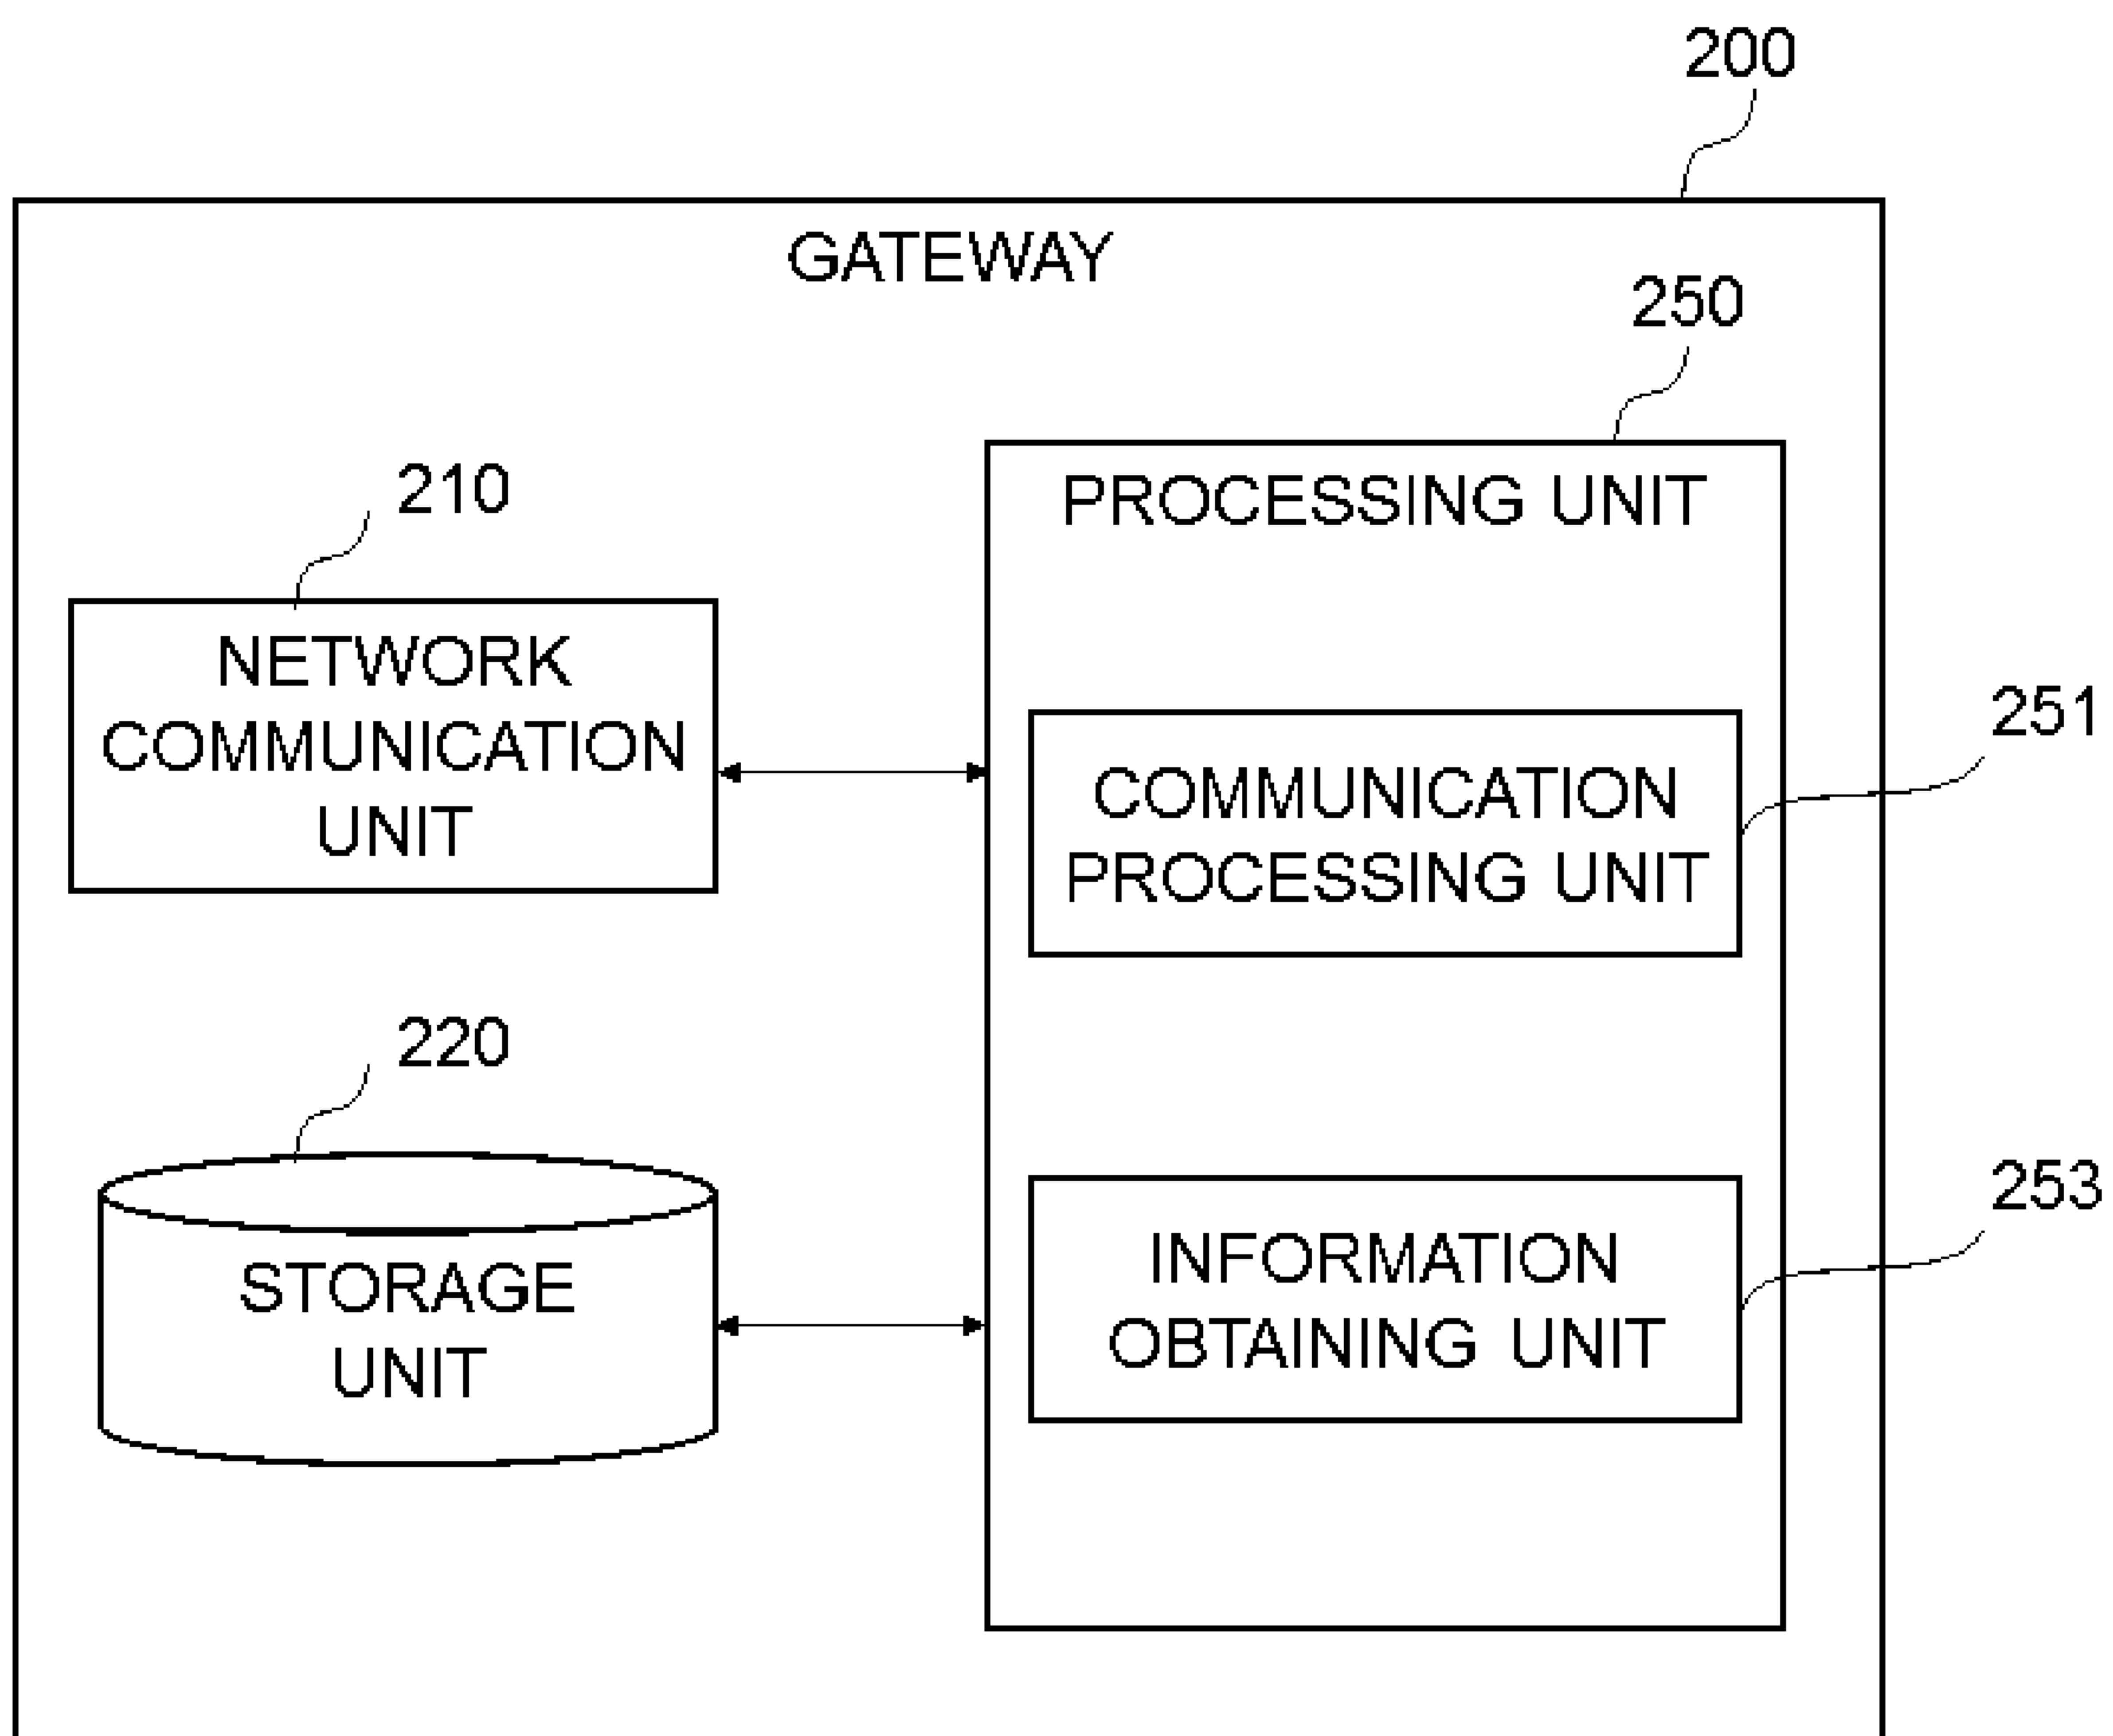 200
GATEWAY
250
210
PROCESSING UNIT
NETWORK
COMMUNICATION
UNIT
251
COMMUNICATION
PROCESSING UNIT
220
253
STORAGE
UNIT
INFORMATION
OBTAINING UNIT